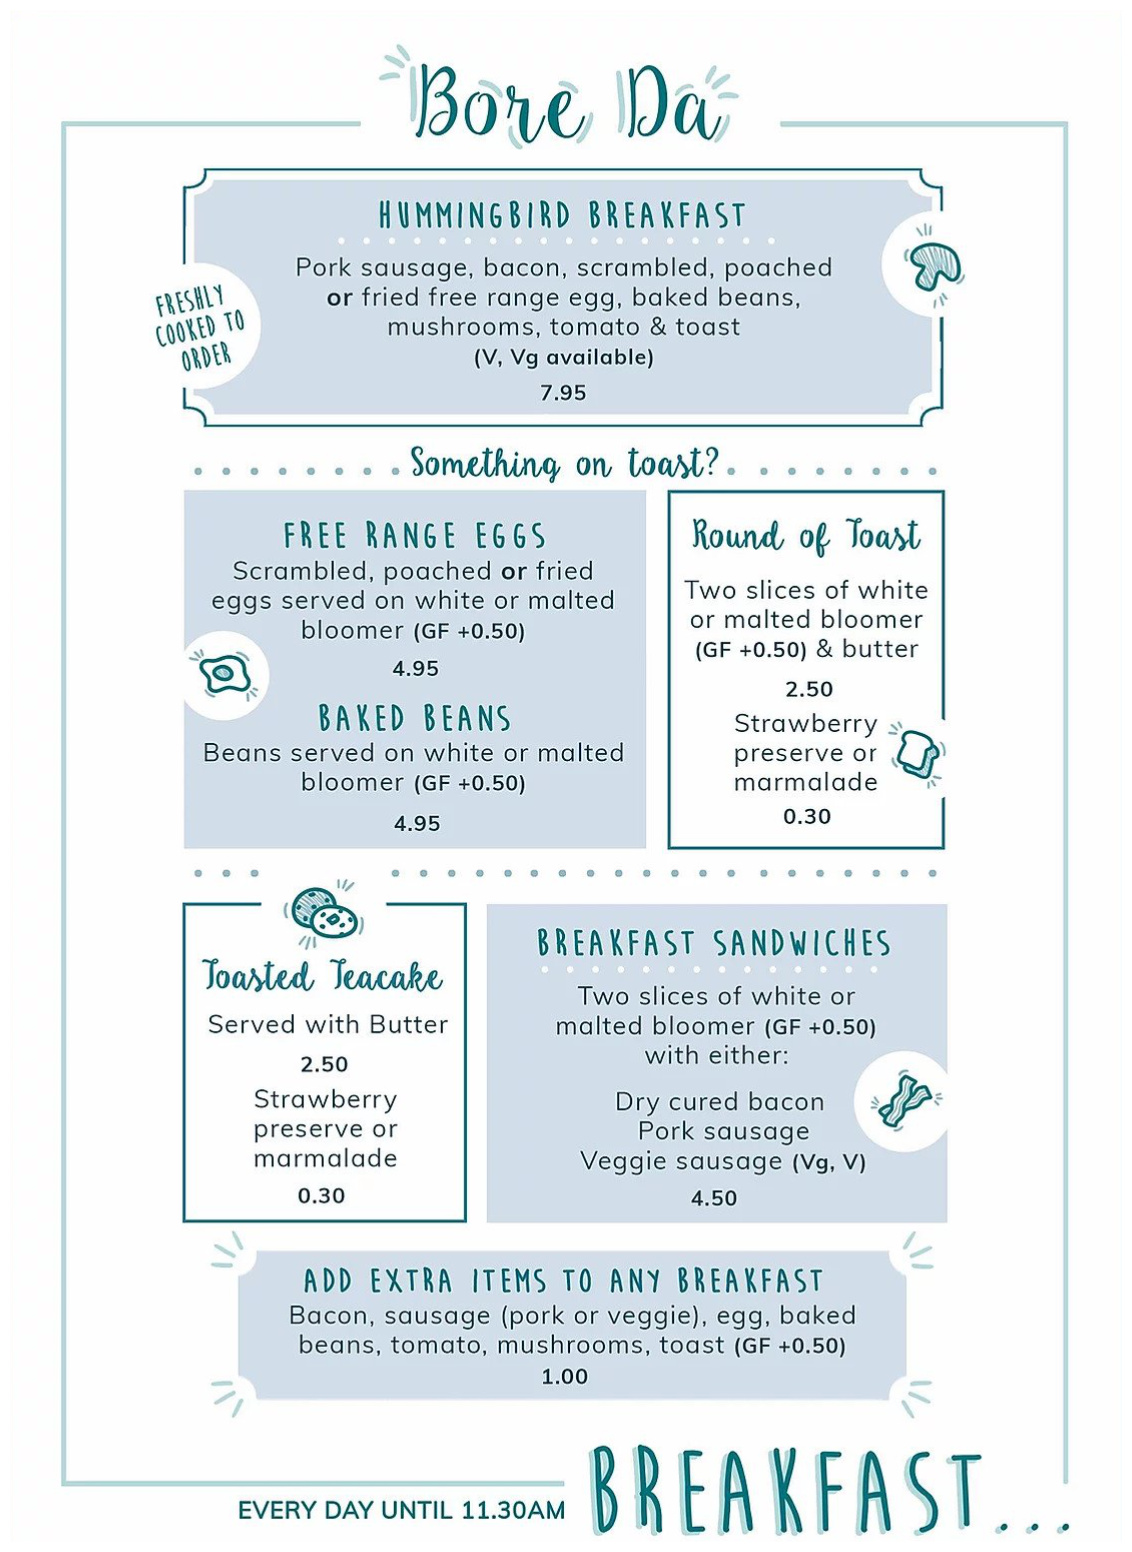 Bore Da
HUMMINGBIRD BREAKFAST
Pork sausage, bacon, scrambled, poached
or fried free range egg, baked beans,
mushrooms, tomato & toast
(V, Vg available)
7.95
FRESHLY
COOKED TO
ORDER
Something on toast?
FREE RANGE EGGS
Scrambled, poached or fried
eggs served on white or malted
bloomer (GF +0.50)
4.95
BAKED BEANS
Beans served on white or malted
bloomer (GF +0.50)
4.95
Round of Toast
Two slices of white
or malted bloomer
(GF +0.50) & butter
2.50
Strawberry
preserve or
marmalade
0.30
Toasted Teacake
Served with Butter
2.50
Strawberry
preserve or
marmalade
0.30
BREAKFAST SANDWICHES
Two slices of white or
malted bloomer (GF +0.50)
with either:
Dry cured bacon
Pork sausage
Veggie sausage (Vg, V)
4.50
ADD EXTRA ITEMS TO ANY BREAKFAST
Bacon, sausage (pork or veggie), egg, baked
beans, tomato, mushrooms, toast (GF +0.50)
1.00
EVERY DAY UNTIL 11.30AM
BREAKFAST...